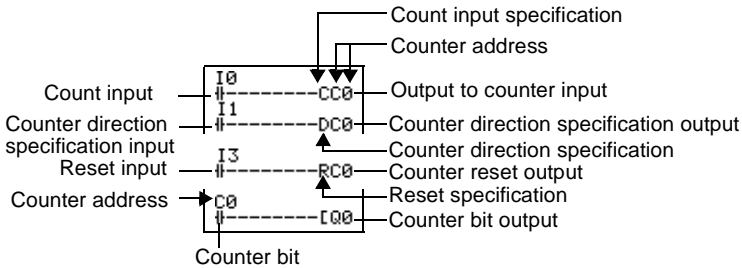 Count input specification
Counter address
I0
Count input
CC0
Output to counter input
I1
Counter direction
specification input
DC0
Counter direction specification output
Counter direction specification
I3
Reset input
RC0
Counter reset output
Reset specification
Counter address
C0
[Q0
Counter bit output
Counter bit